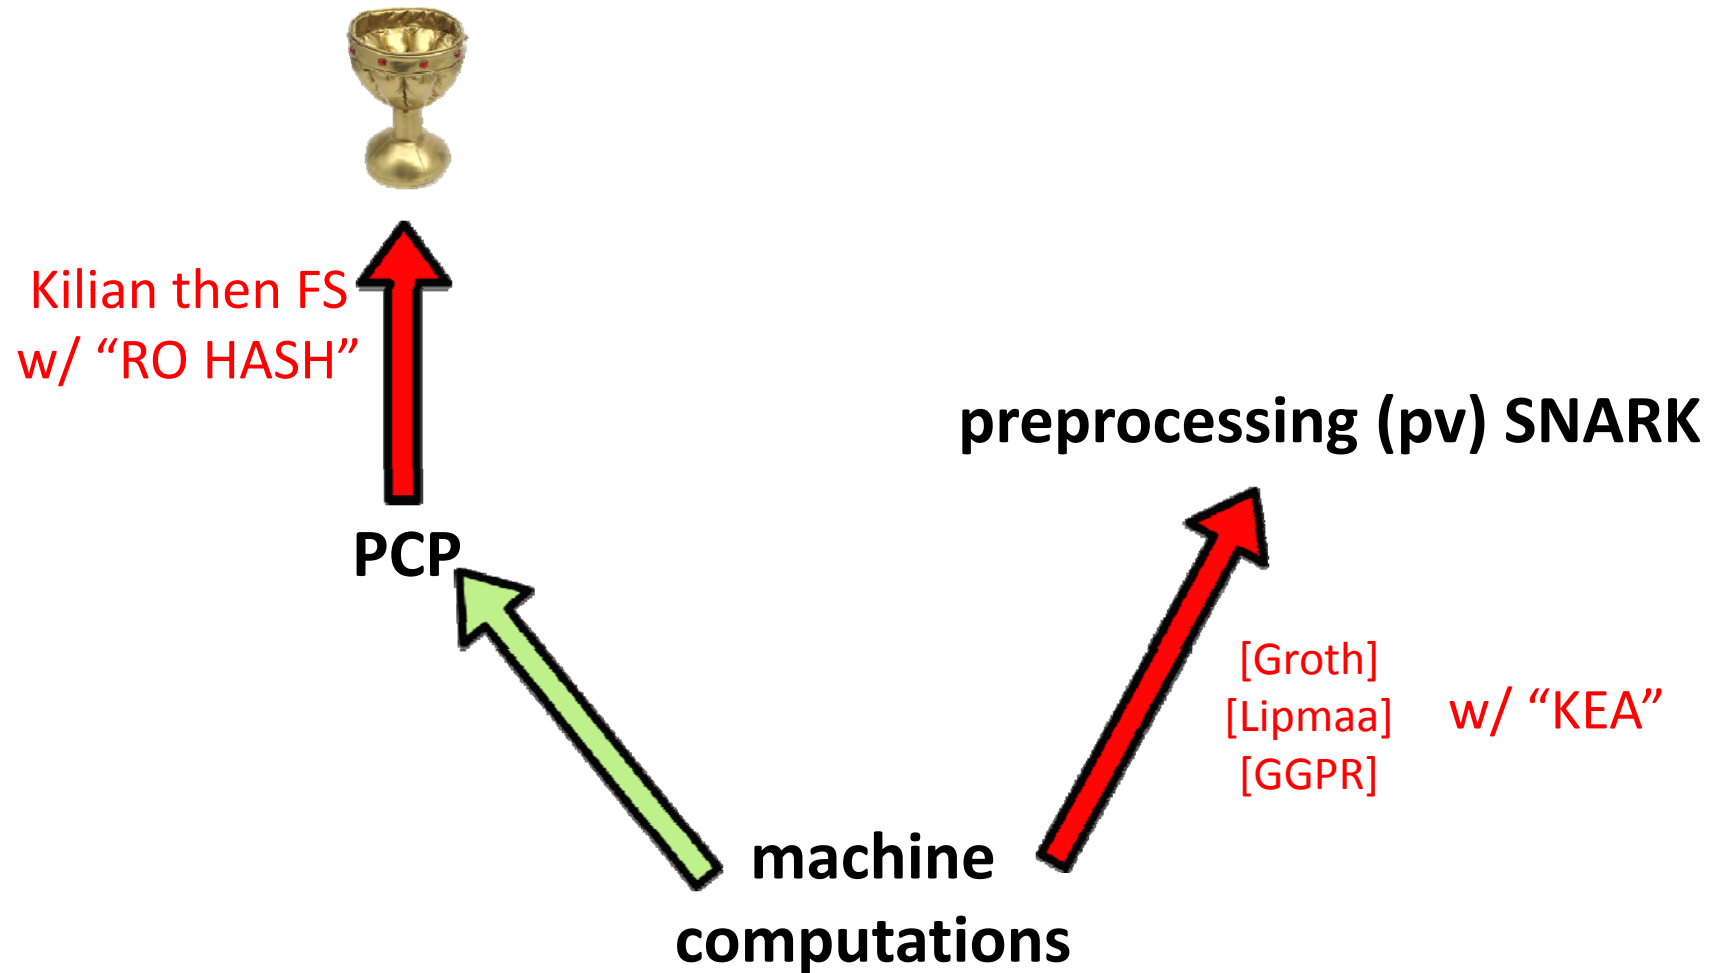 Kilian then FS
w/ “RO HASH”
preprocessing (pv) SNARK
PCP
[Groth]
[Lipmaa]
[GGPR]
w/ “KEA”
machine
computations